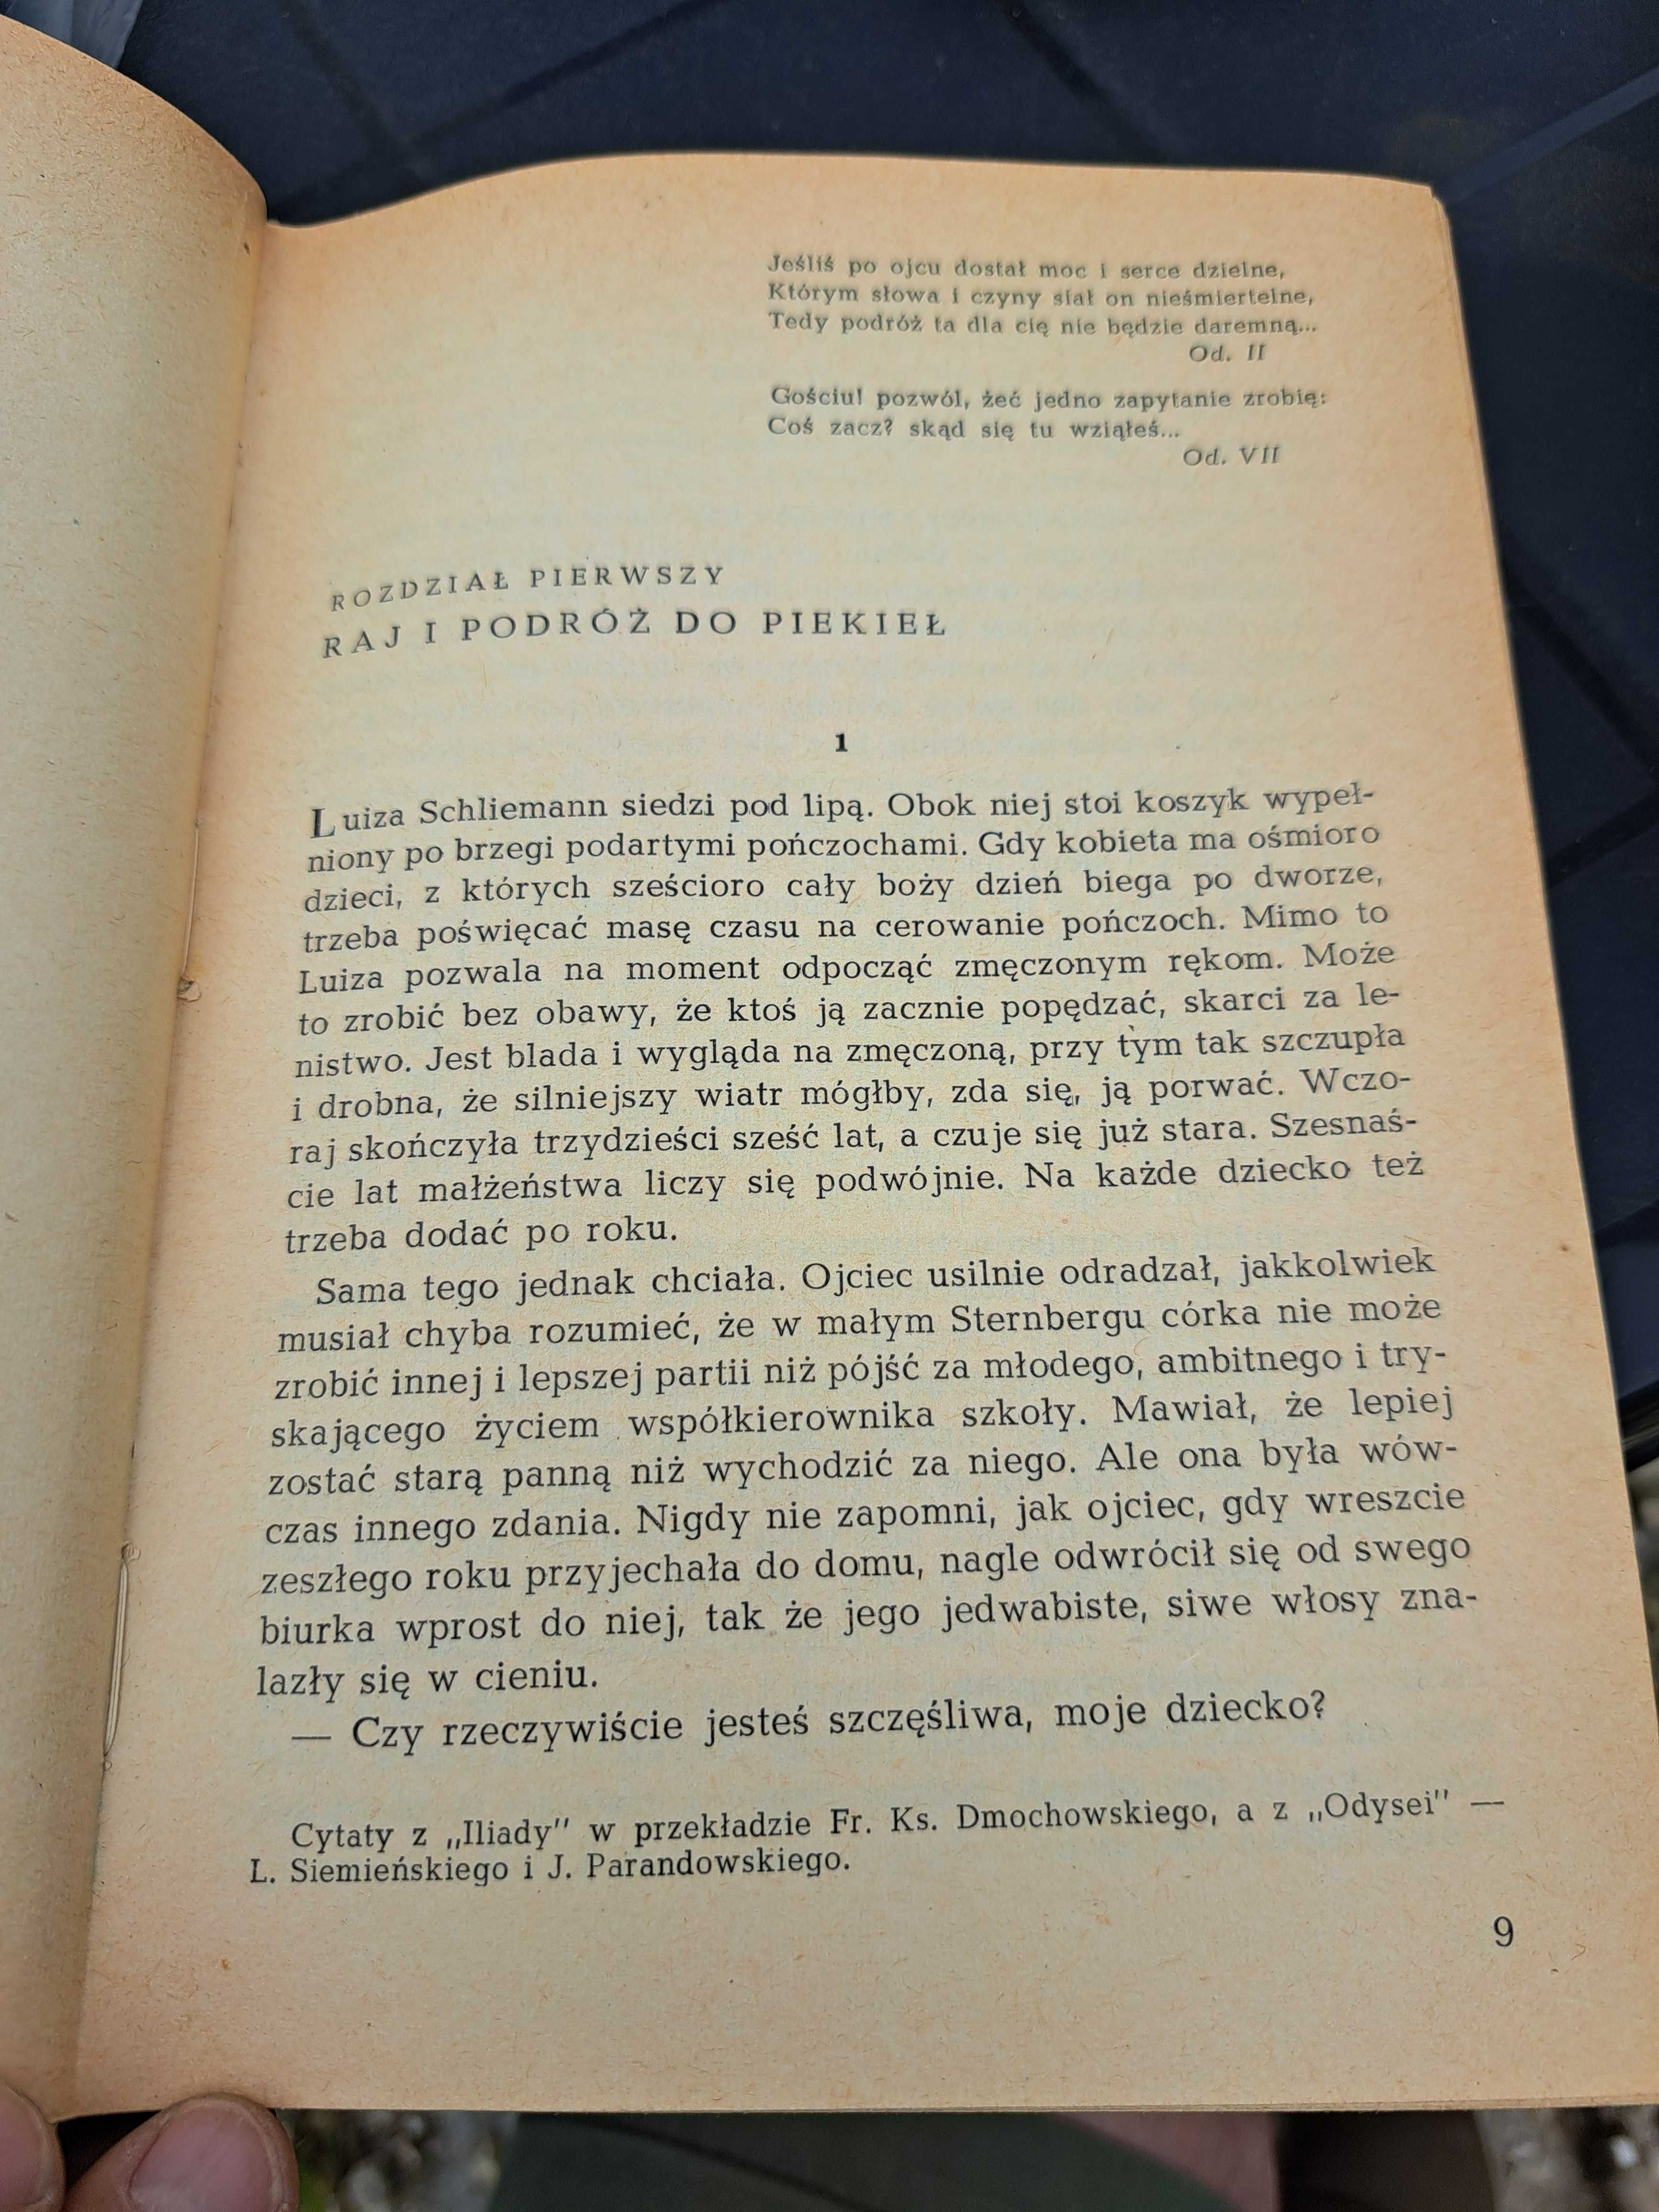 Jeśliś po ojcu dostał moc i serce dzielne,
Którym słowa i czyny siał on nieśmiertelne,
Tedy podróż ta dla cię nie będzie daremną...
Od. II
Gościu! pozwól, żeć jedno zapytanie zrobię:
Coś zacz? skąd się tu wziąłeś...
Od. VII
ROZDZIAŁ PIERWSZY
RAJ I PODRÓŻ DO PIEKIEŁ
1
Luiza Schliemann siedzi pod lipą. Obok niej stoi koszyk wypeł-
niony po brzegi podartymi pończochami. Gdy kobieta ma ośmioro
dzieci, z których sześcioro cały boży dzień biega po dworze,
trzeba poświęcać masę czasu na cerowanie pończoch. Mimo to
Luiza pozwala na moment odpocząć zmęczonym rękom. Może
to zrobić bez obawy, że ktoś ją zacznie popędzać, skarci za le-
nistwo. Jest blada i wygląda na zmęczoną, przy tym tak szczupła
i drobna, że silniejszy wiatr mógłby, zda się, ją porwać. Wczo-
raj skończyła trzydzieści sześć lat, a czuje się już stara. Szesnaś-
cie lat małżeństwa liczy się podwójnie. Na każde dziecko też
trzeba dodać po roku.
Sama tego jednak chciała. Ojciec usilnie odradzał, jakkolwiek
musiał chyba rozumieć, że w małym Sternbergu córka nie może
zrobić innej i lepszej partii niż pójść za młodego, ambitnego i try-
skającego życiem współkierownika szkoły. Mawiał, że lepiej
zostać starą panną niż wychodzić za niego. Ale ona była wów-
czas innego zdania. Nigdy nie zapomni, jak ojciec, gdy wreszcie
zeszłego roku przyjechała do domu, nagle odwrócił się od swego
biurka wprost do niej, tak że jego jedwabiste, siwe włosy zna-
lazły się w cieniu.
— Czy rzeczywiście jesteś szczęśliwa, moje dziecko?
Cytaty z „Iliady" w przekładzie Fr. Ks. Dmochowskiego, a z „Odysei" —
L. Siemieńskiego i J. Parandowskiego.
9